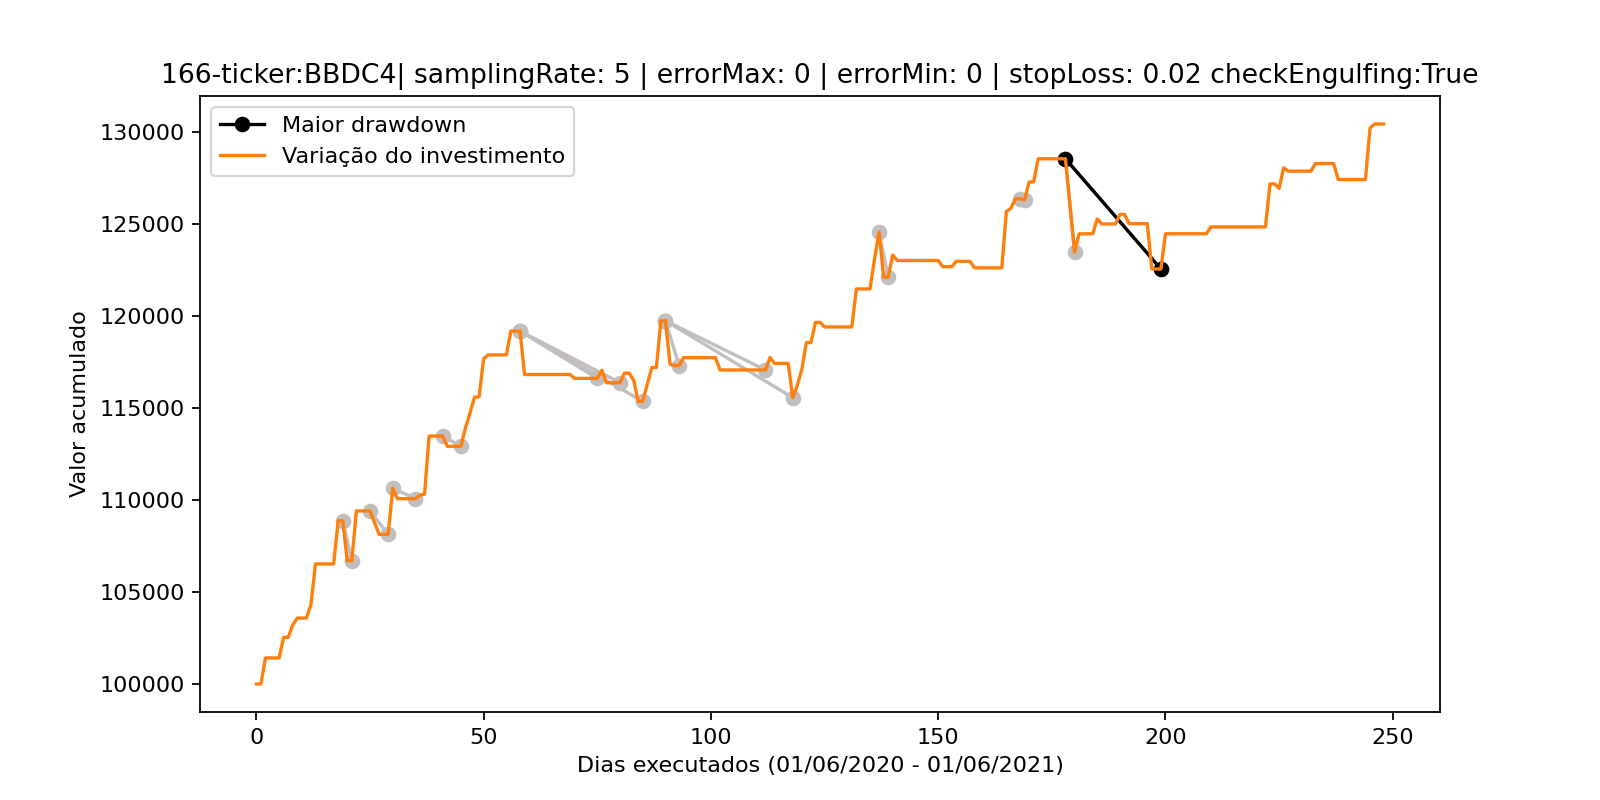 166-ticker:BBDC4| samplingRate: 5 | errorMax: 0 | errorMin: 0 | stopLoss: 0.02 checkEngulfing:True
Maior drawdown
Variação do investimento
130000
125000
120000
115000
110000
105000
100000
Valor acumulado
0 50 100 150 200 250
Dias executados (01/06/2020 - 01/06/2021)